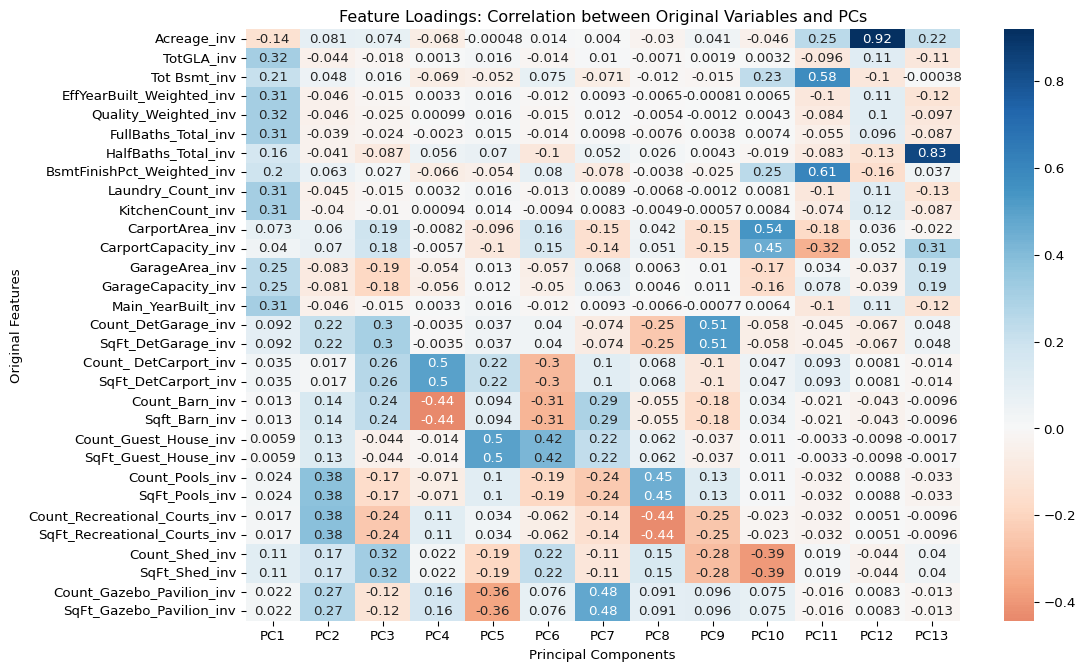 Feature Loadings: Correlation between Original Variables and PCs
Acreage_inv -0.14 0.081 0.074 -0.068 -0.00048 0.014 0.004 -0.03 0.041 -0.046 0.25 0.92 0.22
TotGLA_inv 0.32 -0.044 -0.018 0.0013 0.016 -0.014 0.01 -0.0071 0.0019 0.0032 -0.096 0.11 -0.11
Tot Bsmt_inv 0.21 0.048 0.016 -0.069 -0.052 0.075 -0.071 -0.012 -0.015 0.23 0.58 -0.1 -0.00038
EffYearBuilt_Weighted_inv 0.31 -0.046 -0.015 0.0033 0.016 -0.012 0.0093 -0.0065 -0.00081 0.0065 -0.1 0.11 -0.12
Quality_Weighted_inv 0.32 -0.046 -0.025 0.00099 0.016 -0.015 0.012 -0.0054 -0.0012 0.0043 -0.084 0.1 -0.097
FullBaths_Total_inv 0.31 -0.039 -0.024 -0.0023 0.015 -0.014 0.0098 -0.0076 0.0038 0.0074 -0.055 0.096 -0.087
HalfBaths_Total_inv 0.16 -0.041 -0.087 0.056 0.07 -0.1 0.052 0.026 0.0043 -0.019 -0.083 -0.13 0.83
BsmtFinishPct_Weighted_inv 0.2 0.063 0.027 -0.066 -0.054 0.08 -0.078 -0.0038 -0.025 0.25 0.61 -0.16 0.037
Laundry_Count_inv 0.31 -0.045 -0.015 0.0032 0.016 -0.013 0.0089 -0.0068 -0.0012 0.0081 -0.1 0.11 -0.13
KitchenCount_inv 0.31 -0.04 -0.01 0.00094 0.014 -0.0094 0.0083 -0.0049 -0.00057 0.0084 -0.074 0.12 -0.087
CarportArea_inv 0.073 0.06 0.19 -0.0082 -0.096 0.16 -0.15 0.042 -0.15 0.54 -0.18 0.036 -0.022
CarportCapacity_inv 0.04 0.07 0.18 -0.0057 -0.1 0.15 -0.14 0.051 -0.15 0.45 -0.32 0.052 0.31
GarageArea_inv 0.25 -0.083 -0.19 -0.054 0.013 -0.057 0.068 0.0063 0.01 -0.17 0.034 -0.037 0.19
GarageCapacity_inv 0.25 -0.081 -0.18 -0.056 0.012 -0.05 0.063 0.0046 0.011 -0.16 0.078 -0.039 0.19
Main_YearBuilt_inv 0.31 -0.046 -0.015 0.0033 0.016 -0.012 0.0093 -0.0066 -0.00077 0.0064 -0.1 0.11 -0.12
Count_DetGarage_inv 0.092 0.22 0.3 -0.0035 0.037 0.04 -0.074 -0.25 0.51 -0.058 -0.045 -0.067 0.048
SqFt_DetGarage_inv 0.092 0.22 0.3 -0.0035 0.037 0.04 -0.074 -0.25 0.51 -0.058 -0.045 -0.067 0.048
Count_ DetCarport_inv 0.035 0.017 0.26 0.5 0.22 -0.3 0.1 0.068 -0.1 0.047 0.093 0.0081 -0.014
SqFt_DetCarport_inv 0.035 0.017 0.26 0.5 0.22 -0.3 0.1 0.068 -0.1 0.047 0.093 0.0081 -0.014
Count_Barn_inv 0.013 0.14 0.24 -0.44 0.094 -0.31 0.29 -0.055 -0.18 0.034 -0.021 -0.043 -0.0096
Sqft_Barn_inv 0.013 0.14 0.24 -0.44 0.094 -0.31 0.29 -0.055 -0.18 0.034 -0.021 -0.043 -0.0096
Count_Guest_House_inv 0.0059 0.13 -0.044 -0.014 0.5 0.42 0.22 0.062 -0.037 0.011 -0.0033 -0.0098 -0.0017
SqFt_Guest_House_inv 0.0059 0.13 -0.044 -0.014 0.5 0.42 0.22 0.062 -0.037 0.011 -0.0033 -0.0098 -0.0017
Count_Pools_inv 0.024 0.38 -0.17 -0.071 0.1 -0.19 -0.24 0.45 0.13 0.011 -0.032 0.0088 -0.033
SqFt_Pools_inv 0.024 0.38 -0.17 -0.071 0.1 -0.19 -0.24 0.45 0.13 0.011 -0.032 0.0088 -0.033
Count_Recreational_Courts_inv 0.017 0.38 -0.24 0.11 0.034 -0.062 -0.14 -0.44 -0.25 -0.023 -0.032 0.0051 -0.0096
SqFt_Recreational_Courts_inv 0.017 0.38 -0.24 0.11 0.034 -0.062 -0.14 -0.44 -0.25 -0.023 -0.032 0.0051 -0.0096
Count_Shed_inv 0.11 0.17 0.32 0.022 -0.19 0.22 -0.11 0.15 -0.28 -0.39 0.019 -0.044 0.04
SqFt_Shed_inv 0.11 0.17 0.32 0.022 -0.19 0.22 -0.11 0.15 -0.28 -0.39 0.019 -0.044 0.04
Count_Gazebo_Pavilion_inv 0.022 0.27 -0.12 0.16 -0.36 0.076 0.48 0.091 0.096 0.075 -0.016 0.0083 -0.013
SqFt_Gazebo_Pavilion_inv 0.022 0.27 -0.12 0.16 -0.36 0.076 0.48 0.091 0.096 0.075 -0.016 0.0083 -0.013
PC1 PC2 PC3 PC4 PC5 PC6 PC7 PC8 PC9 PC10 PC11 PC12 PC13
Principal Components
Original Features
0.8
0.6
0.4
0.2
0.0
−0.2
−0.4